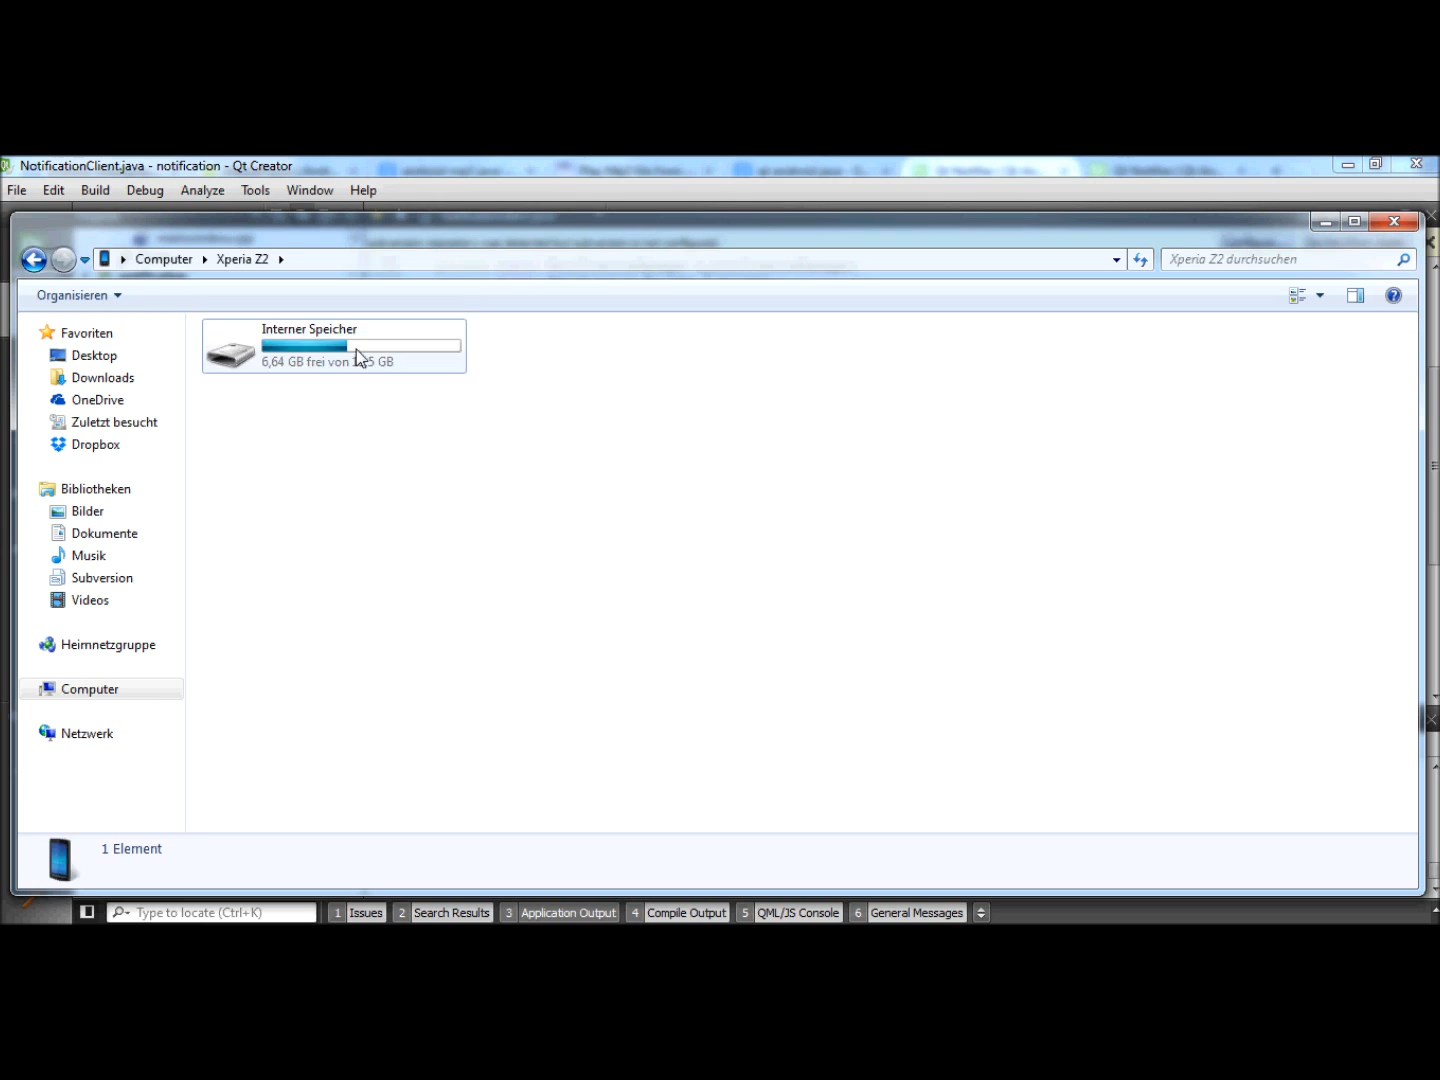 NotificationClient.java - notification - Qt Creator
File Edit Build Debug Analyze Tools Window Help
Computer Xperia Z2
Xperia Z2 durchsuchen
Organisieren
Favoriten
Desktop
Downloads
OneDrive
Zuletzt besucht
Dropbox
Bibliotheken
Bilder
Dokumente
Musik
Subversion
Videos
Heimnetzgruppe
Computer
Netzwerk
Interner Speicher
6,64 GB frei von GB
1 Element
Type to locate (Ctrl+K) 1 Issues 2 Search Results 3 Application Output 4 Compile Output 5 QML/JS Console 6 General Messages